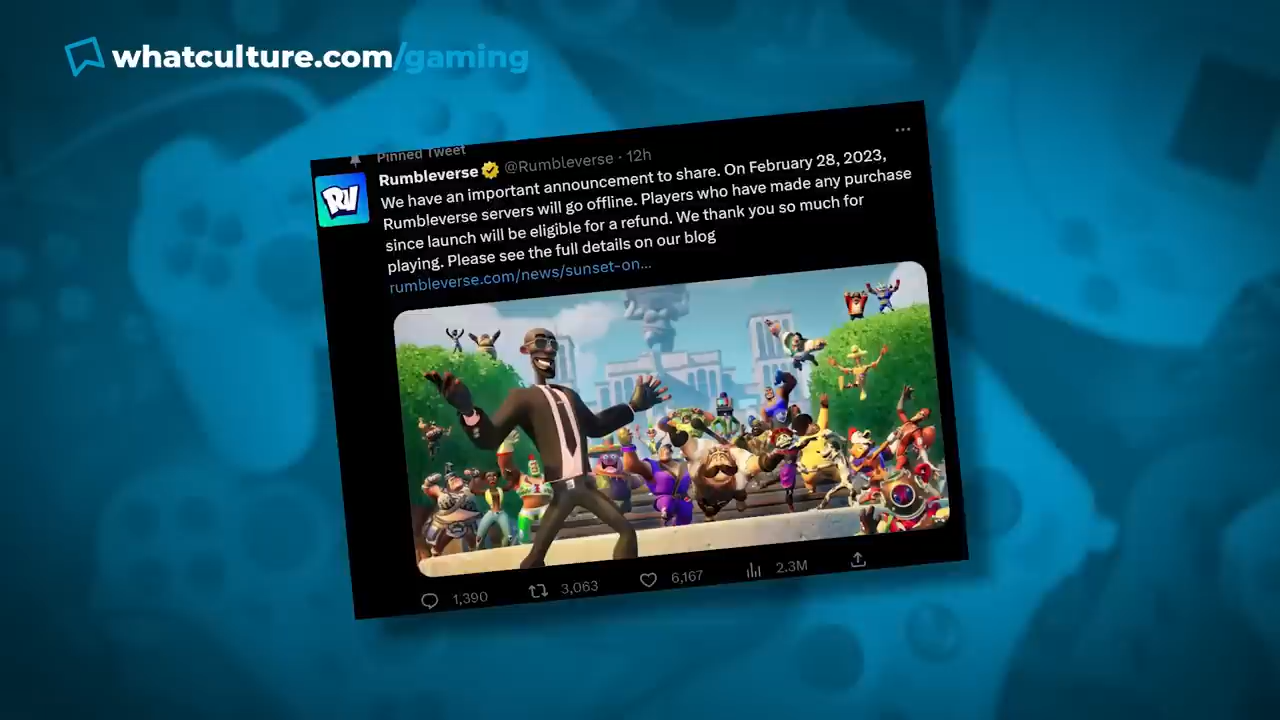 whatculture.com/gaming
Pinned Tweet
Rumbleverse @Rumbleverse · 12h
We have an important announcement to share. On February 28, 2023,
Rumbleverse servers will go offline. Players who have made any purchase
since launch will be eligible for a refund. We thank you so much for
playing. Please see the full details on our blog
rumbleverse.com/news/sunset-on...
RV
1,390 3,063 6,167 2.3M